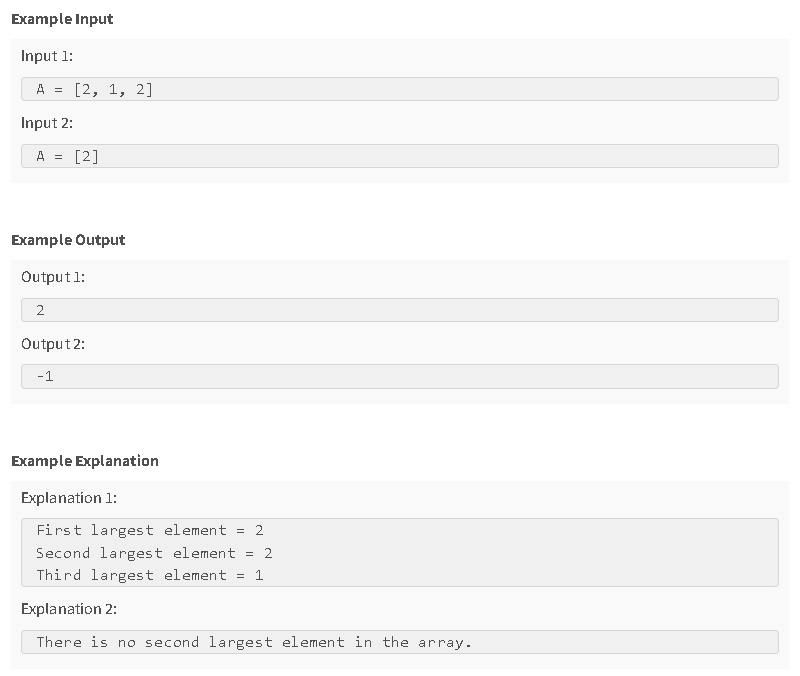 Example Input
Input 1:
A = [2, 1, 2]
Input 2:
A = [2]
Example Output
Output 1:
2
Output 2:
-1
Example Explanation
Explanation 1:
First largest element = 2
Second largest element = 2
Third largest element = 1
Explanation 2:
There is no second largest element in the array.